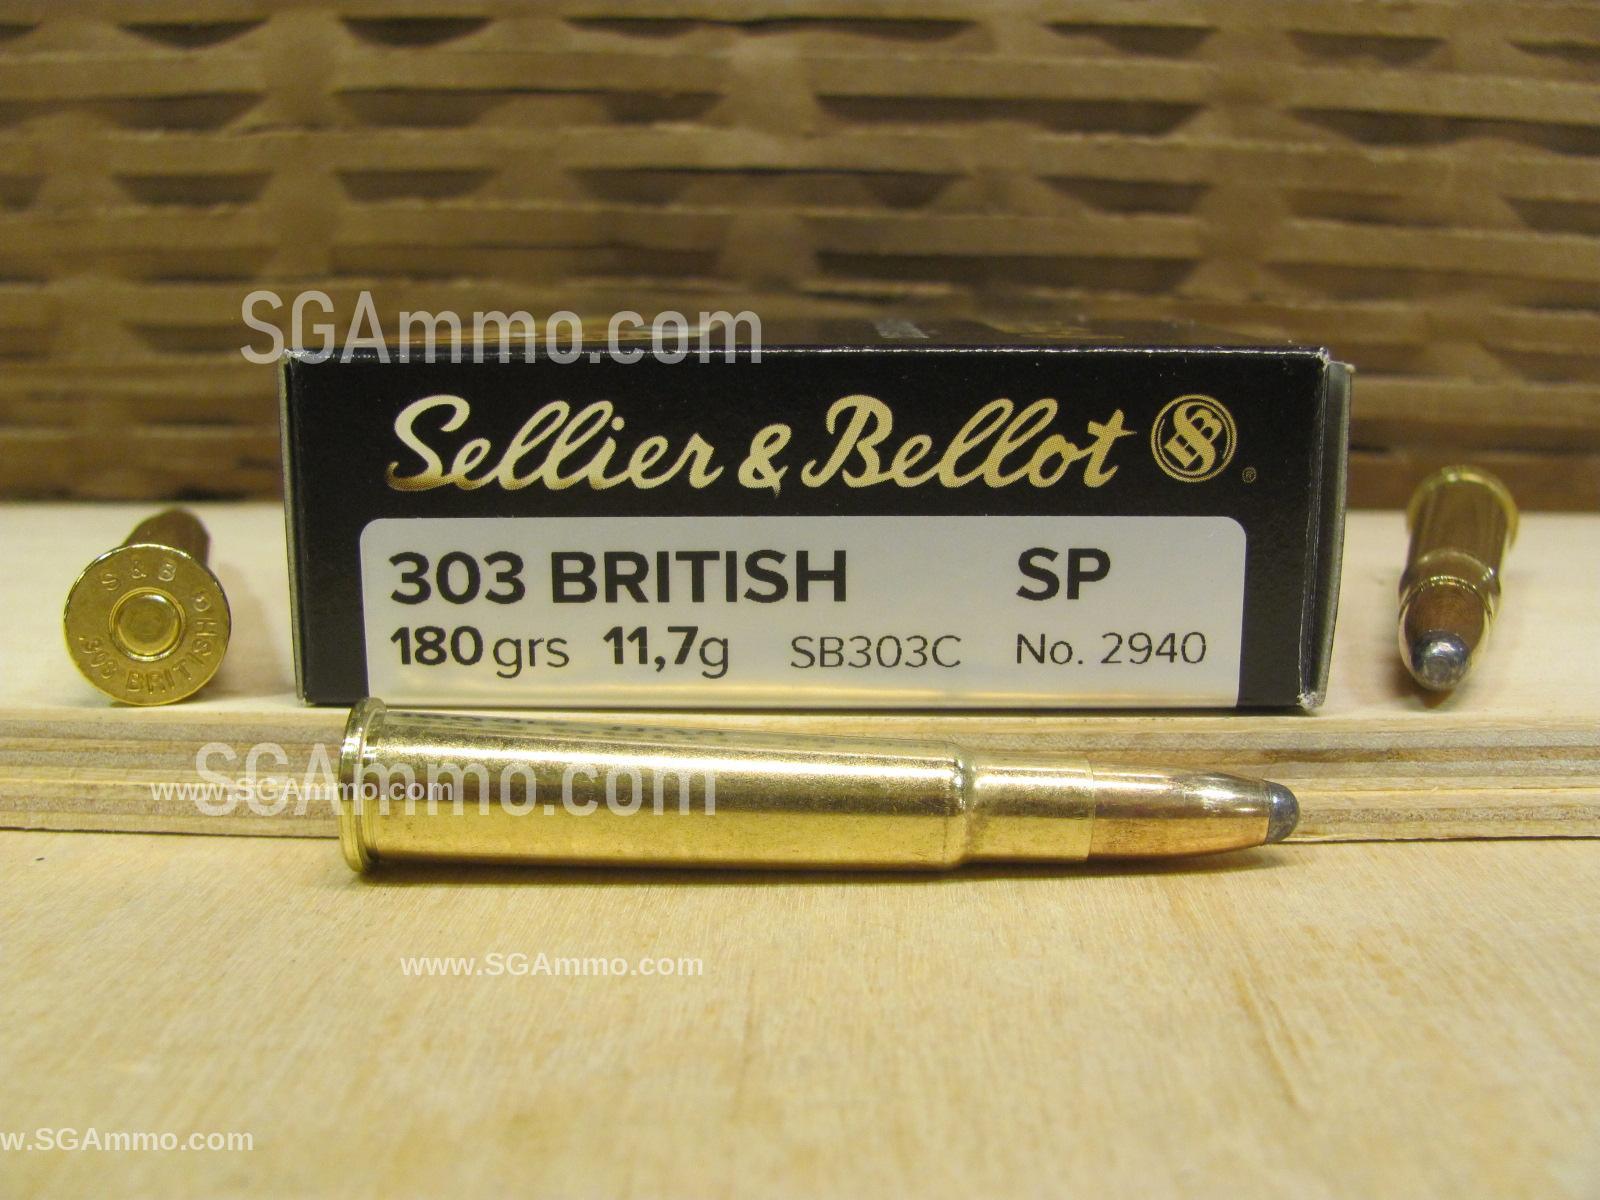 SGAmmo.com
Sellier & Bellot SB ®
303 BRITISH SP
180 grs 11,7g SB303C No. 2940
S & B
.303 BRITISH
SGAmmo.com
www.SGAmmo.com
www.SGAmmo.com
w.SGAmmo.com